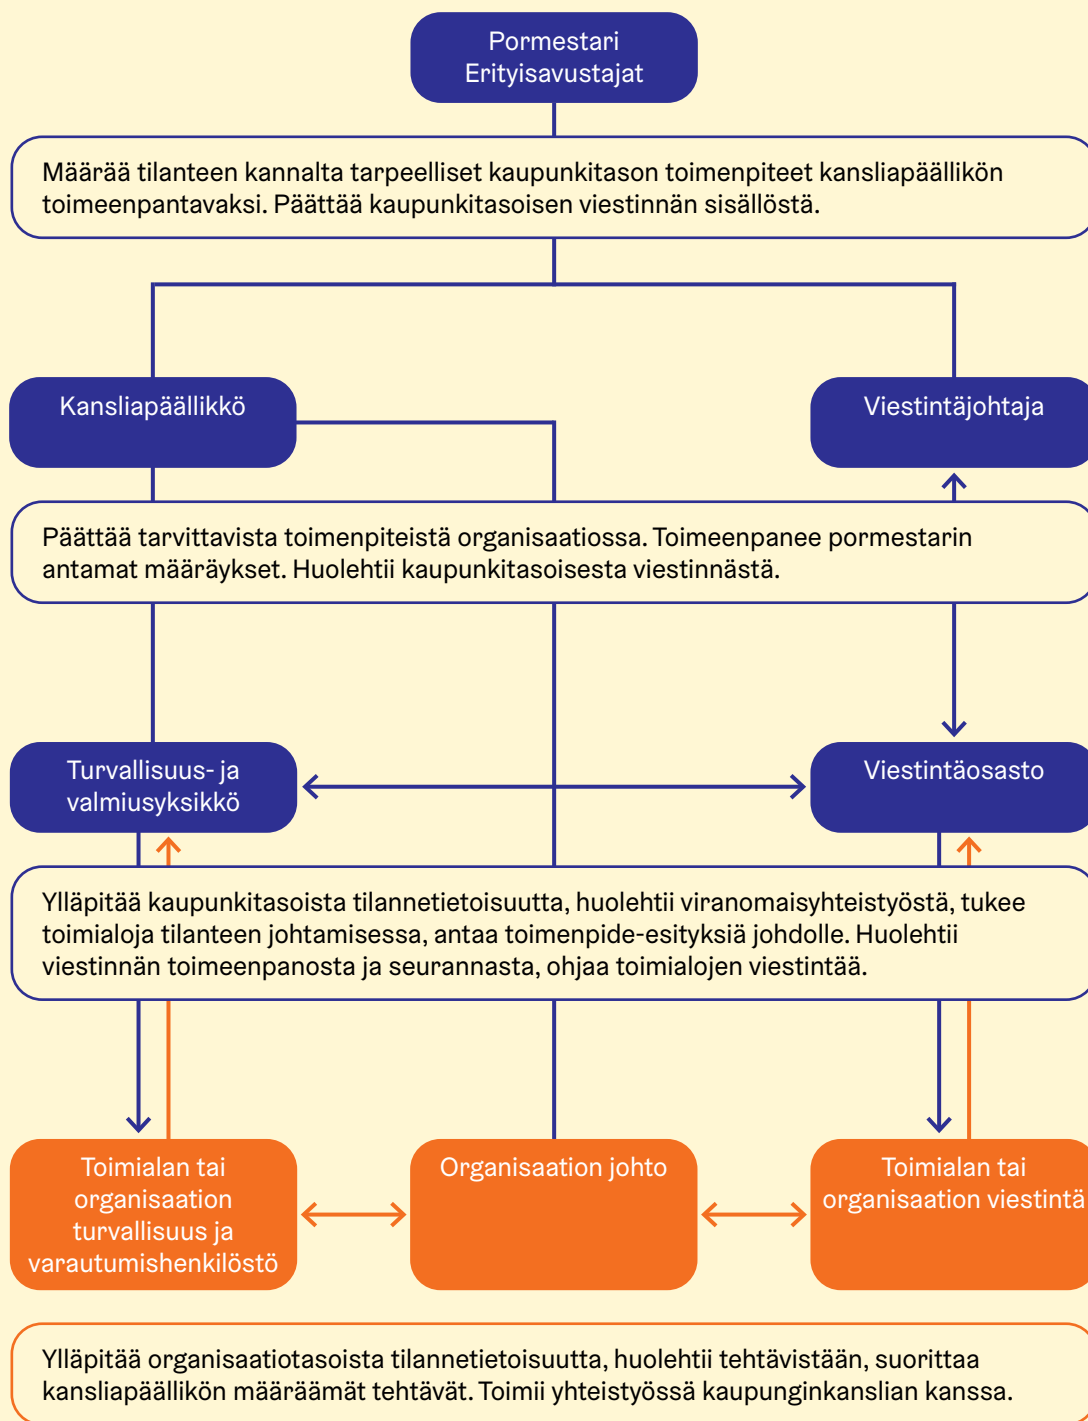 Pormestari
Erityisavustajat
Määrää tilanteen kannalta tarpeelliset kaupunkitason toimenpiteet kansliapäällikön
toimeenpantavaksi. Päättää kaupunkitasoisen viestinnän sisällöstä.
Kansliapäällikkö
Viestintäjohtaja
Päättää tarvittavista toimenpiteistä organisaatiossa. Toimeenpanee pormestarin
antamat määräykset. Huolehtii kaupunkitasoisesta viestinnästä.
Turvallisuus- ja
valmiusyksikkö
Viestintäosasto
Ylläpitää kaupunkitasoista tilannetietoisuutta, huolehtii viranomaisyhteistyöstä, tukee
toimialoja tilanteen johtamisessa, antaa toimenpide-esityksiä johdolle. Huolehtii
viestinnän toimeenpanosta ja seurannasta, ohjaa toimialojen viestintää.
Toimialan tai
organisaation
turvallisuus ja
varautumishenkilöstö
Organisaation johto
Toimialan tai
organisaation viestintä
Ylläpitää organisaatiotasoista tilannetietoisuutta, huolehtii tehtävistään, suorittaa
kansliapäällikön määräämät tehtävät. Toimii yhteistyössä kaupunginkanslian kanssa.